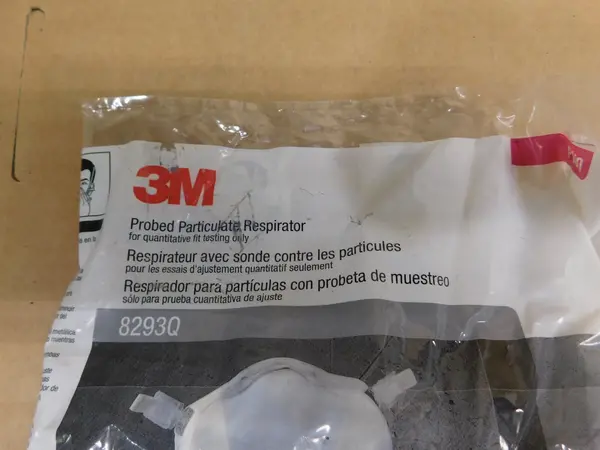 3M
Probed Particulate Respirator
for quantitative fit testing only
Respirateur avec sonde contre les particules
pour les essais d'ajustement quantitatif seulement
Respirador para partículas con probeta de muestreo
sólo para prueba cuantitativa de ajuste
8293Q